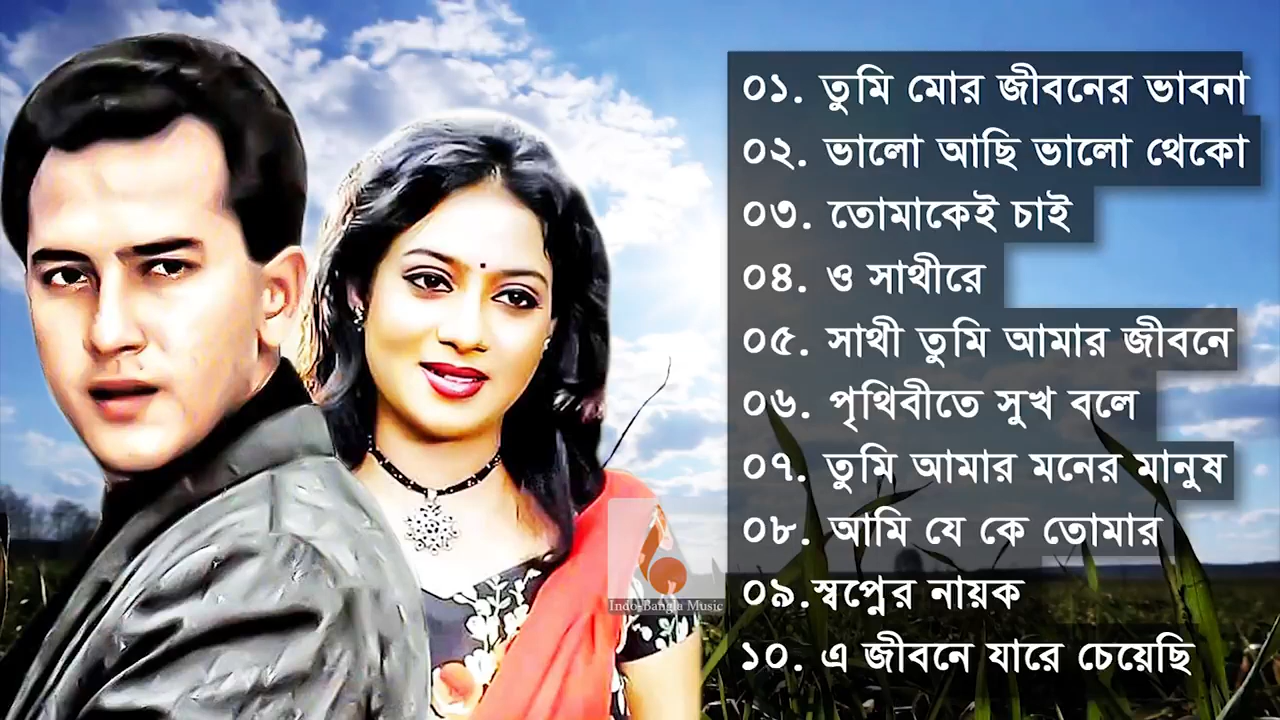 ০১. তুমি মোর জীবনের ভাবনা
০২. ভালো আছি ভালো থেকো
০৩. তোমাকেই চাই
০৪. ও সাথীরে
০৫. সাথী তুমি আমার জীবনে
০৬. পৃথিবীতে সুখ বলে
০৭. তুমি আমার মনের মানুষ
০৮. আমি যে কে তোমার
০৯.স্বপ্নের নায়ক
১০. এ জীবনে যারে চেয়েছি
Indo-Bangla Music